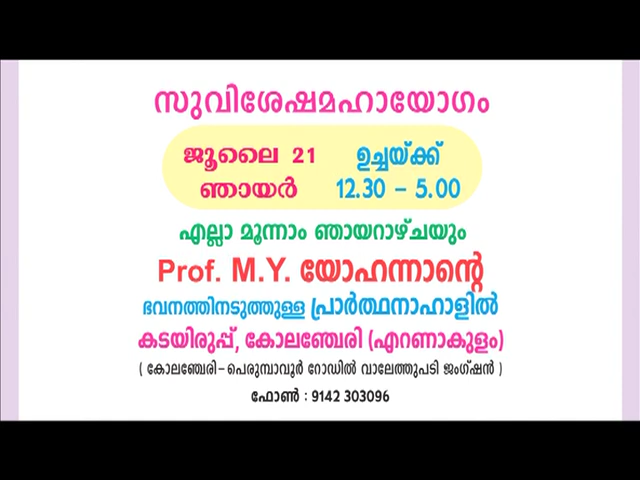 സുവിശേഷമഹായോഗം
ജൂലൈ 21 ഉച്ചയ്ക്ക്
ഞായർ 12.30 – 5.00
എല്ലാ മൂന്നാം ഞായറാഴ്ചയും
Prof. M.Y. യോഹന്നാന്റെ
ഭവനത്തിനടുത്തുള്ള പ്രാർത്ഥനാഹാളിൽ
കടയിരുപ്പ്, കോലഞ്ചേരി (എറണാകുളം)
( കോലഞ്ചേരി – പെരുമ്പാവൂർ റോഡിൽ വാലേത്തുപടി ജംഗ്ഷൻ )
ഫോൺ : 9142 303096